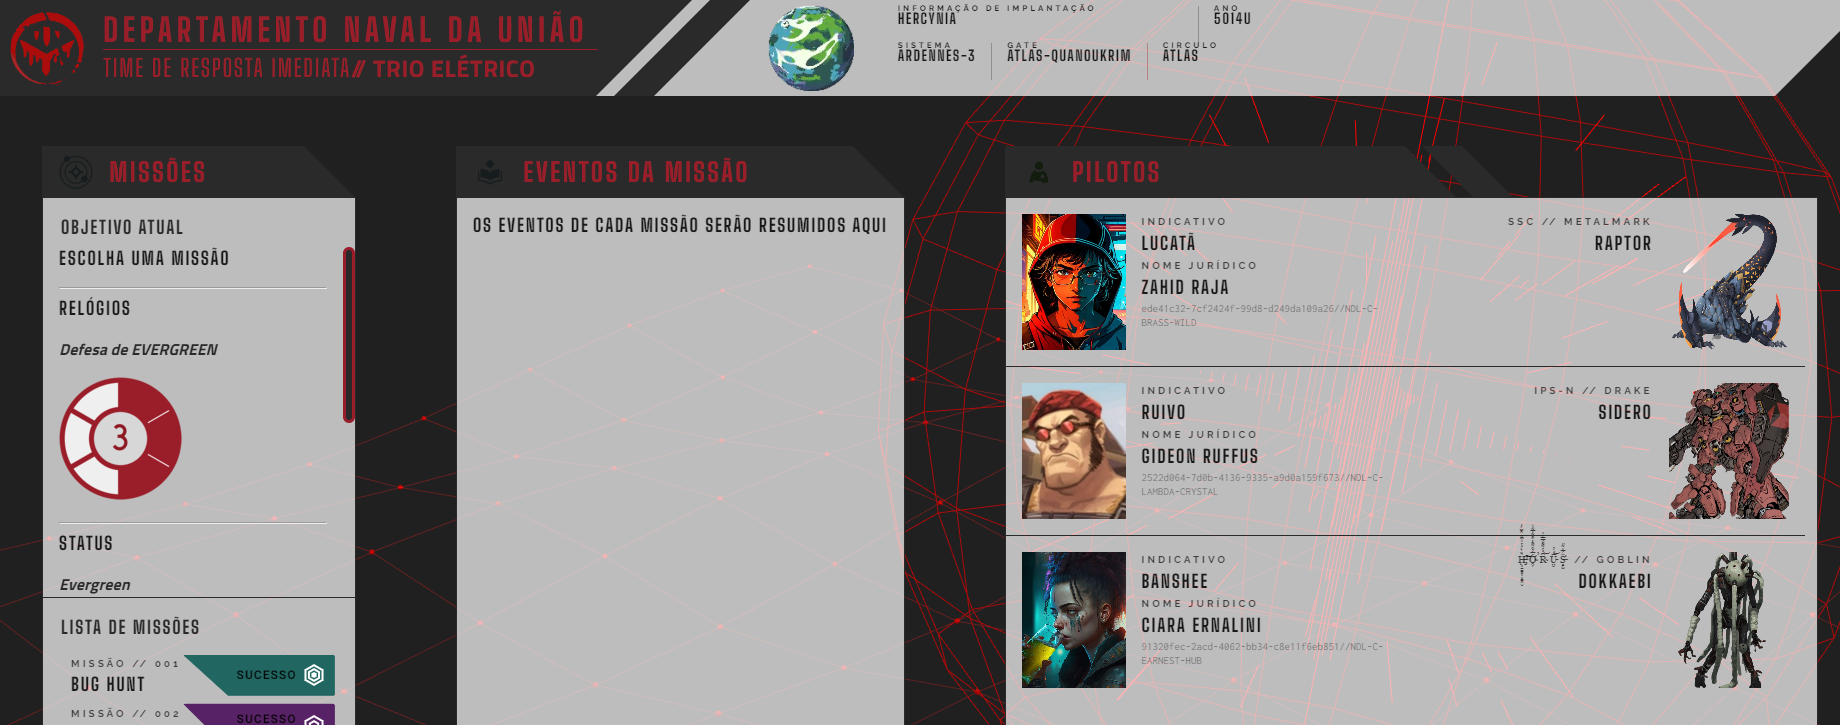 DEPARTAMENTO NAVAL DA UNIÃO
TIME DE RESPOSTA IMEDIATA// TRIO ELÉTRICO
INFORMAÇÃO DE IMPLANTAÇÃO
HERCYNIA
ANO
5014U
SISTEMA
ARDENNES-3
GATE
ATLAS-QUANOUKRIM
CÍRCULO
ATLAS
MISSÕES
OBJETIVO ATUAL
ESCOLHA UMA MISSÃO
RELÓGIOS
Defesa de EVERGREEN
3
STATUS
Evergreen
LISTA DE MISSÕES
MISSÃO // 001
BUG HUNT
SUCESSO
MISSÃO // 002
SUCESSO
EVENTOS DA MISSÃO
OS EVENTOS DE CADA MISSÃO SERÃO RESUMIDOS AQUI
PILOTOS
INDICATIVO
LUCATÃ
NOME JURÍDICO
ZAHID RAJA
ede41c32-7cf2424f-99d8-d249da109a26//NDL-C-
BRASS-WILD
SSC // METALMARK
RAPTOR
INDICATIVO
RUIVO
NOME JURÍDICO
GIDEON RUFFUS
2522d064-7d0b-4136-9335-a9d0a159f673//NDL-C-
LAMBDA-CRYSTAL
IPS-N // DRAKE
SIDERO
INDICATIVO
BANSHEE
NOME JURÍDICO
CIARA ERNALINI
91320fec-2acd-4062-bb34-c8e11f6eb851//NDL-C-
EARNEST-HUB
HORUS // GOBLIN
DOKKAEBI